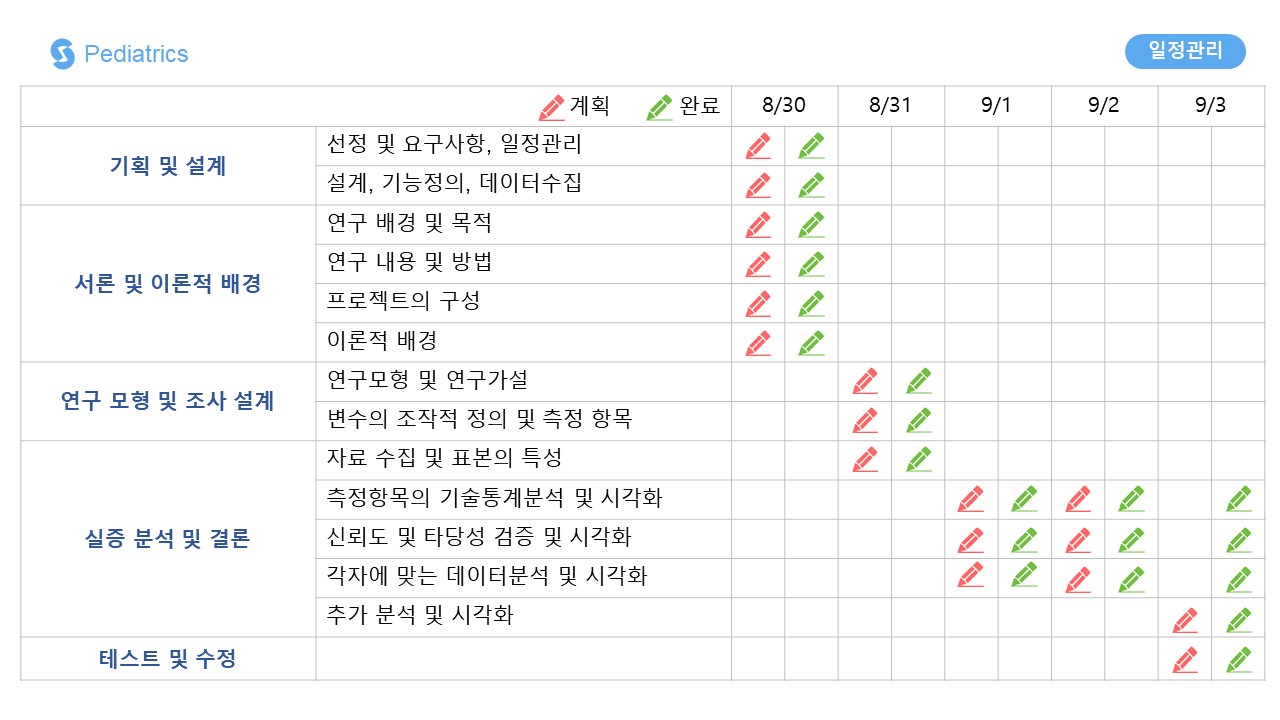 Pediatrics
일정관리
계획 완료 8/30 8/31 9/1 9/2 9/3
기획 및 설계
선정 및 요구사항, 일정관리
설계, 기능정의, 데이터수집
서론 및 이론적 배경
연구 배경 및 목적
연구 내용 및 방법
프로젝트의 구성
이론적 배경
연구 모형 및 조사 설계
연구모형 및 연구가설
변수의 조작적 정의 및 측정 항목
실증 분석 및 결론
자료 수집 및 표본의 특성
측정항목의 기술통계분석 및 시각화
신뢰도 및 타당성 검증 및 시각화
각자에 맞는 데이터분석 및 시각화
추가 분석 및 시각화
테스트 및 수정